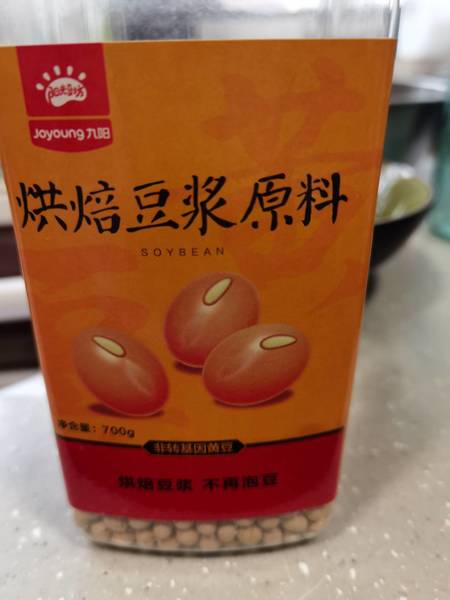 阳光豆坊
Joyoung九阳
烘焙豆浆原料
SOYBEAN
净含量：700g
非转基因黄豆
烘焙豆浆 不再泡豆